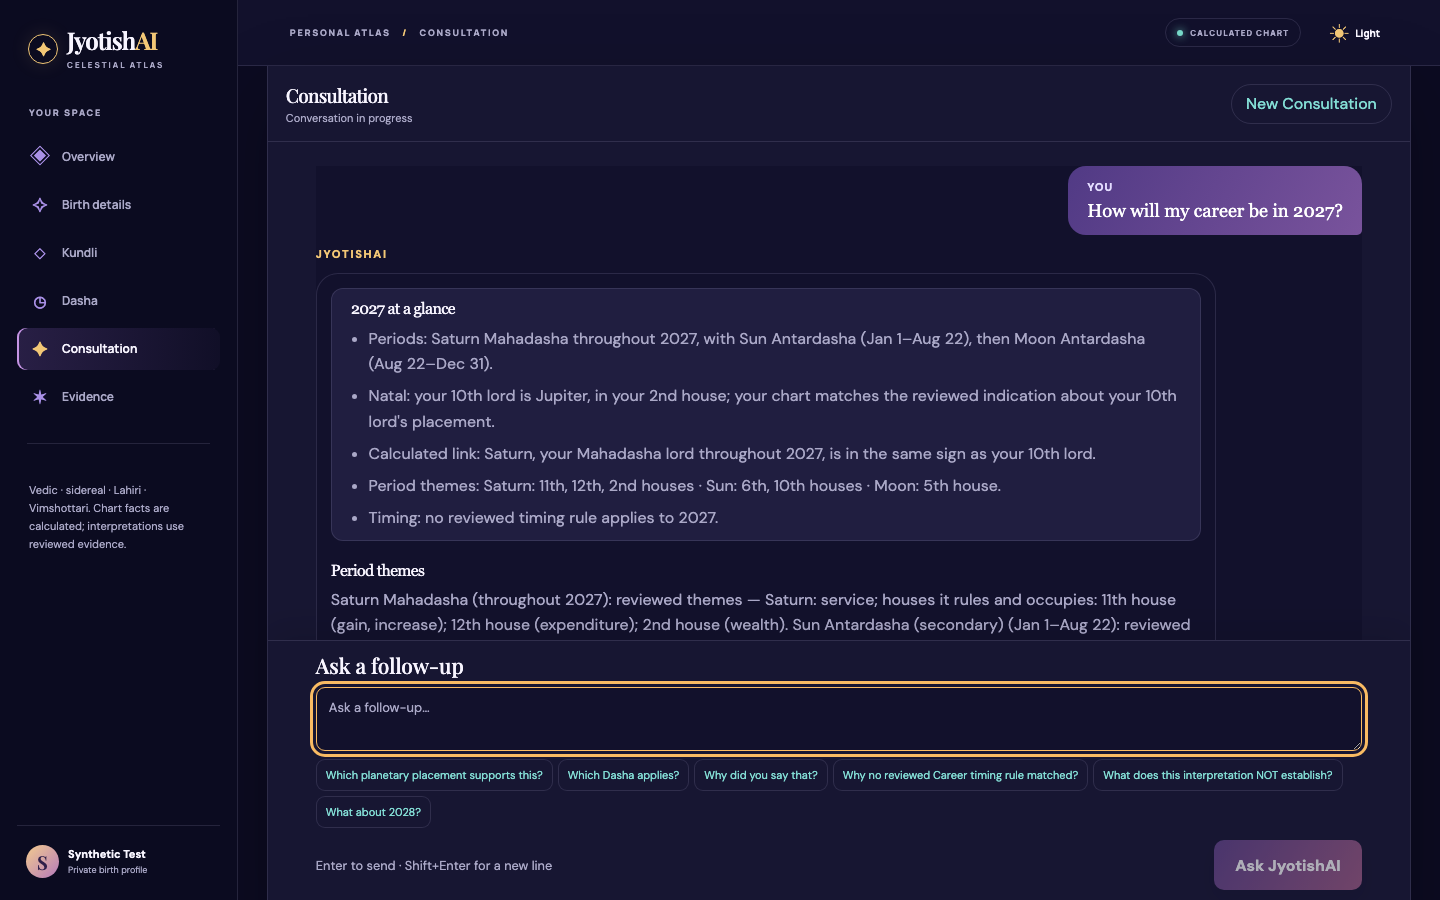 JyotishAI
CELESTIAL ATLAS
YOUR SPACE
Overview
Birth details
Kundli
Dasha
Consultation
Evidence
Vedic · sidereal · Lahiri ·
Vimshottari. Chart facts are
calculated; interpretations use
reviewed evidence.
S
Synthetic Test
Private birth profile
PERSONAL ATLAS / CONSULTATION
CALCULATED CHART
Light
Consultation
Conversation in progress
New Consultation
YOU
How will my career be in 2027?
JYOTISHAI
2027 at a glance
• Periods: Saturn Mahadasha throughout 2027, with Sun Antardasha (Jan 1–Aug 22), then Moon Antardasha
(Aug 22–Dec 31).
• Natal: your 10th lord is Jupiter, in your 2nd house; your chart matches the reviewed indication about your 10th
lord's placement.
• Calculated link: Saturn, your Mahadasha lord throughout 2027, is in the same sign as your 10th lord.
• Period themes: Saturn: 11th, 12th, 2nd houses · Sun: 6th, 10th houses · Moon: 5th house.
• Timing: no reviewed timing rule applies to 2027.
Period themes
Saturn Mahadasha (throughout 2027): reviewed themes — Saturn: service; houses it rules and occupies: 11th house
(gain, increase); 12th house (expenditure); 2nd house (wealth). Sun Antardasha (secondary) (Jan 1–Aug 22): reviewed
Ask a follow-up
Ask a follow-up…
Which planetary placement supports this?
Which Dasha applies?
Why did you say that?
Why no reviewed Career timing rule matched?
What does this interpretation NOT establish?
What about 2028?
Enter to send · Shift+Enter for a new line
Ask JyotishAI